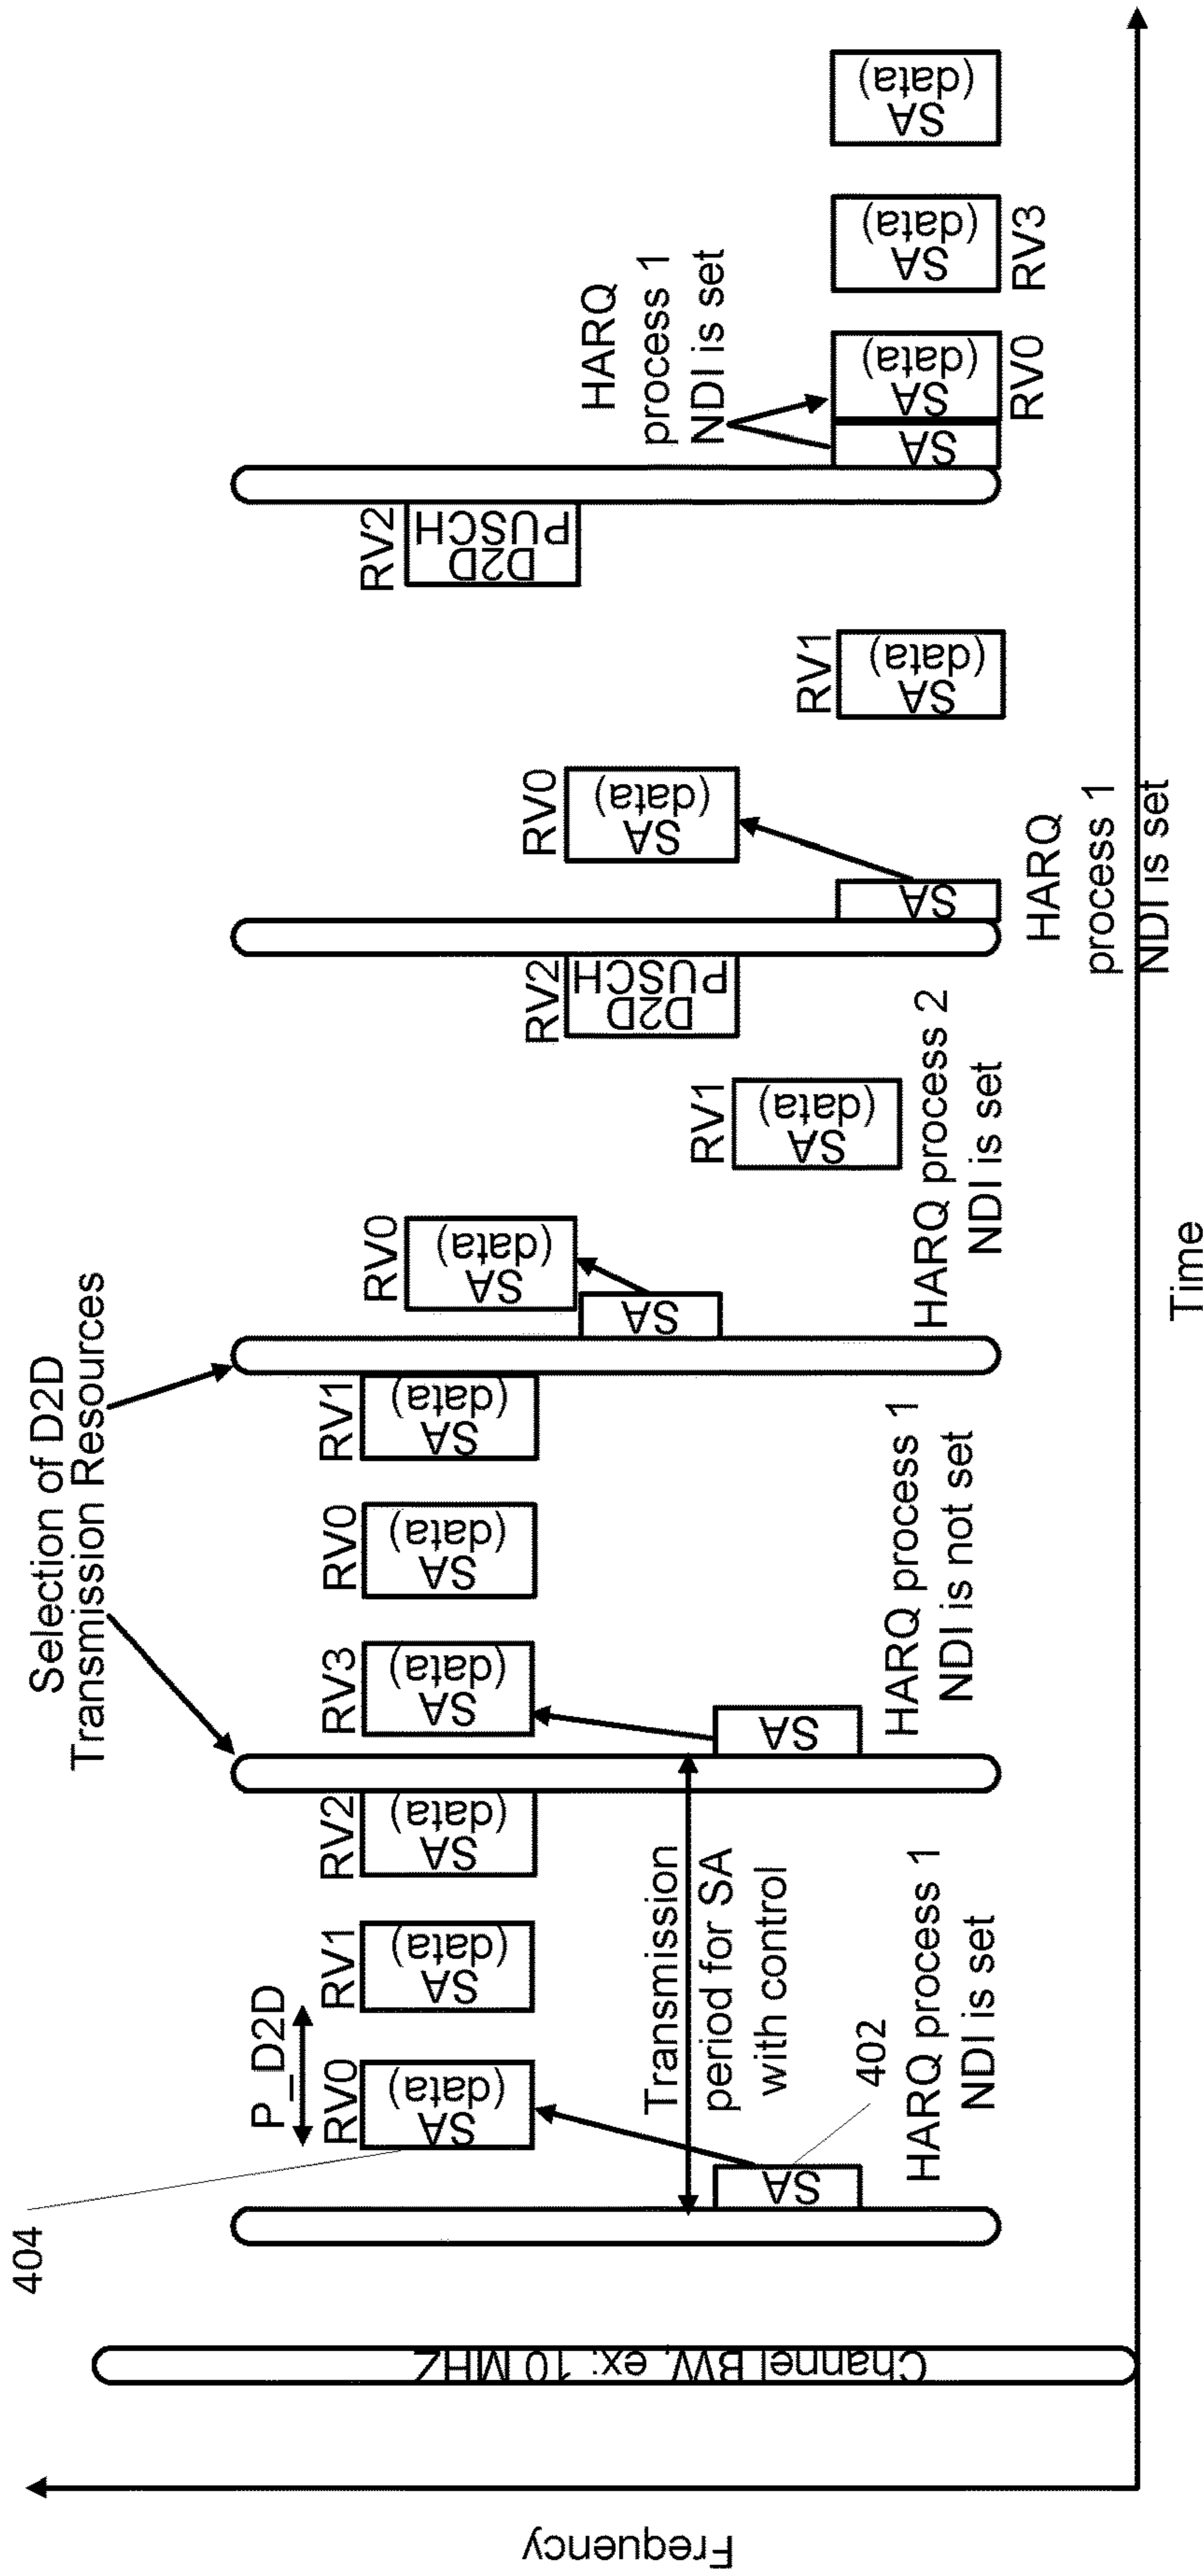 404
Selection of D2D
Transmission Resources
Frequency
Channel BW, ex: 10 MHZ
P_D2D
RV0
SA
(data)
RV1
SA
(data)
RV2
SA
(data)
Transmission
period for SA
with control
SA
402
HARQ process 1
NDI is set
RV3
SA
(data)
RV0
SA
(data)
RV1
SA
(data)
SA
HARQ process 1
NDI is not set
RV0
SA
(data)
SA
RV1
SA
(data)
HARQ process 2
NDI is set
RV2
D2D
PUSCH
RV0
SA
(data)
SA
HARQ
process 1
NDI is set
RV1
SA
(data)
RV2
D2D
PUSCH
HARQ
process 1
NDI is set
SA
SA
(data)
RV0
SA
(data)
RV3
SA
(data)
Time